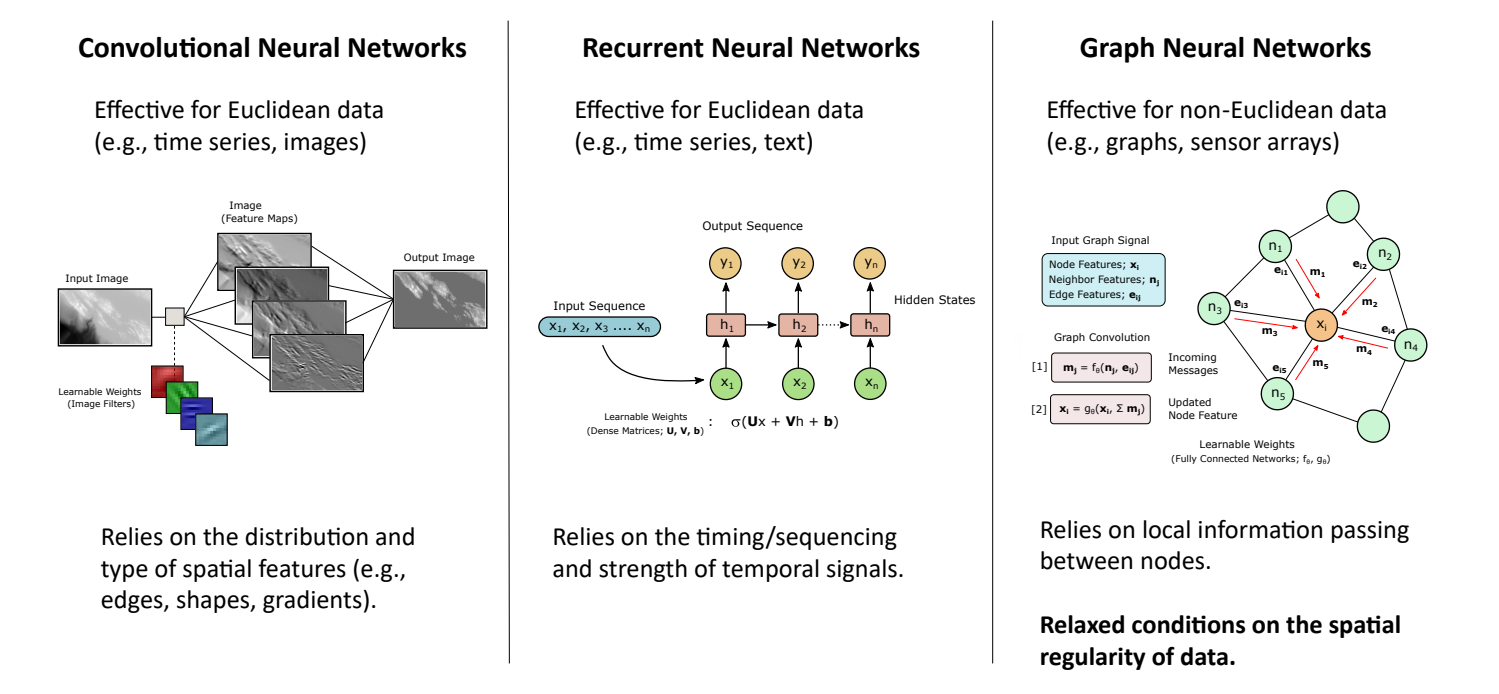 Convolutional Neural Networks
Effective for Euclidean data
(e.g., time series, images)
Image
(Feature Maps)
Input Image
Output Image
Learnable Weights
(Image Filters)
Relies on the distribution and
type of spatial features (e.g.,
edges, shapes, gradients).
Recurrent Neural Networks
Effective for Euclidean data
(e.g., time series, text)
Output Sequence
y₁ y₂ yₙ
Input Sequence
Hidden States
x₁, x₂, x₃ .... xₙ
h₁ h₂ hₙ
x₁ x₂ xₙ
Learnable Weights
(Dense Matrices; U, V, b) : σ(Ux + Vh + b)
Relies on the timing/sequencing
and strength of temporal signals.
Graph Neural Networks
Effective for non-Euclidean data
(e.g., graphs, sensor arrays)
Input Graph Signal
Node Features; xᵢ
Neighbor Features; nⱼ
Edge Features; eᵢⱼ
Graph Convolution
[1] mⱼ = fθ(nⱼ, eᵢⱼ)
Incoming
Messages
[2] xᵢ = gθ(xᵢ, Σ mⱼ)
Updated
Node Feature
n₁
n₂
eᵢ₁ m₁
eᵢ₂
m₂
eᵢ₃
n₃
m₃
xᵢ
eᵢ₄
m₄
n₄
eᵢ₅ m₅
n₅
Learnable Weights
(Fully Connected Networks; fθ, gθ)
Relies on local information passing
between nodes.
Relaxed conditions on the spatial
regularity of data.